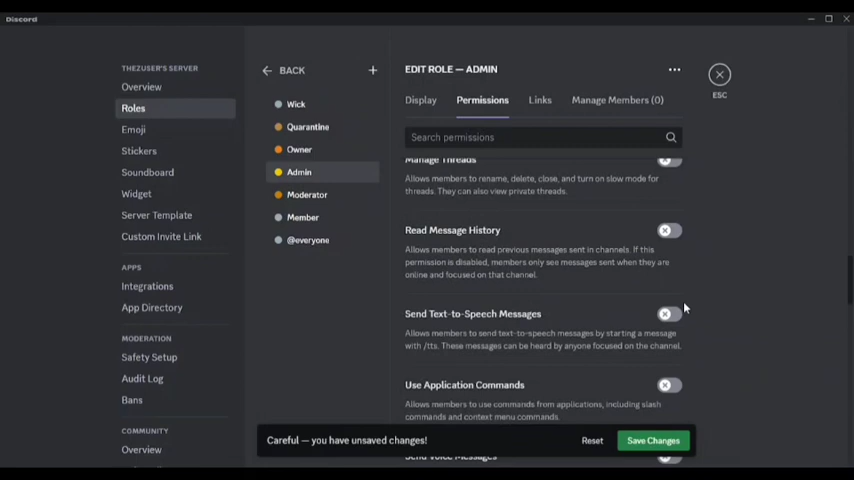 Discord
THEZUSER'S SERVER
Overview
Roles
Emoji
Stickers
Soundboard
Widget
Server Template
Custom Invite Link
APPS
Integrations
App Directory
MODERATION
Safety Setup
Audit Log
Bans
COMMUNITY
Overview
BACK
Wick
Quarantine
Owner
Admin
Moderator
Member
@everyone
EDIT ROLE — ADMIN
Display Permissions Links Manage Members (0)
Search permissions
Manage Threads
Allows members to rename, delete, close, and turn on slow mode for
threads. They can also view private threads.
Read Message History
Allows members to read previous messages sent in channels. If this
permission is disabled, members only see messages sent when they are
online and focused on that channel.
Send Text-to-Speech Messages
Allows members to send text-to-speech messages by starting a message
with /tts. These messages can be heard by anyone focused on the channel.
Use Application Commands
Allows members to use commands from applications, including slash
commands and context menu commands.
Careful — you have unsaved changes!
Reset
Save Changes
Send Voice Messages
ESC